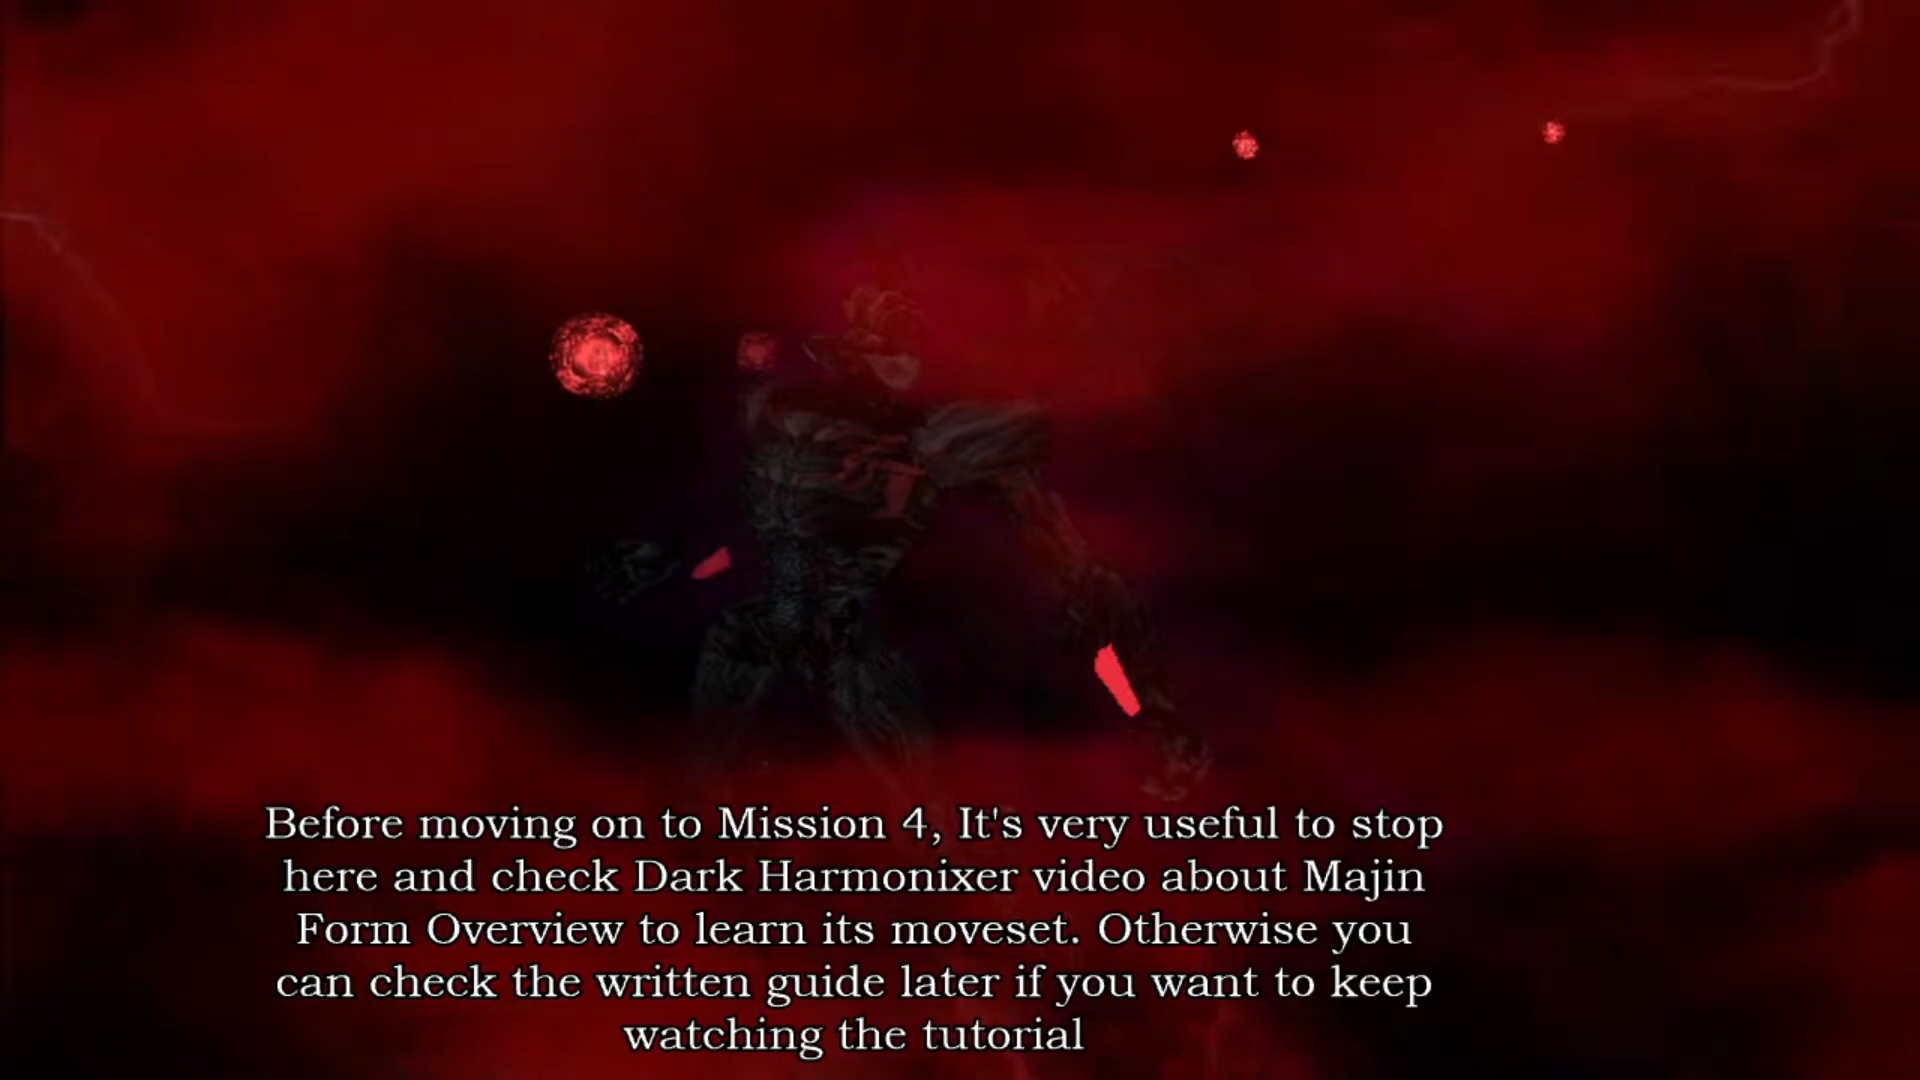 Before moving on to Mission 4, It's very useful to stop
here and check Dark Harmonixer video about Majin
Form Overview to learn its moveset. Otherwise you
can check the written guide later if you want to keep
watching the tutorial